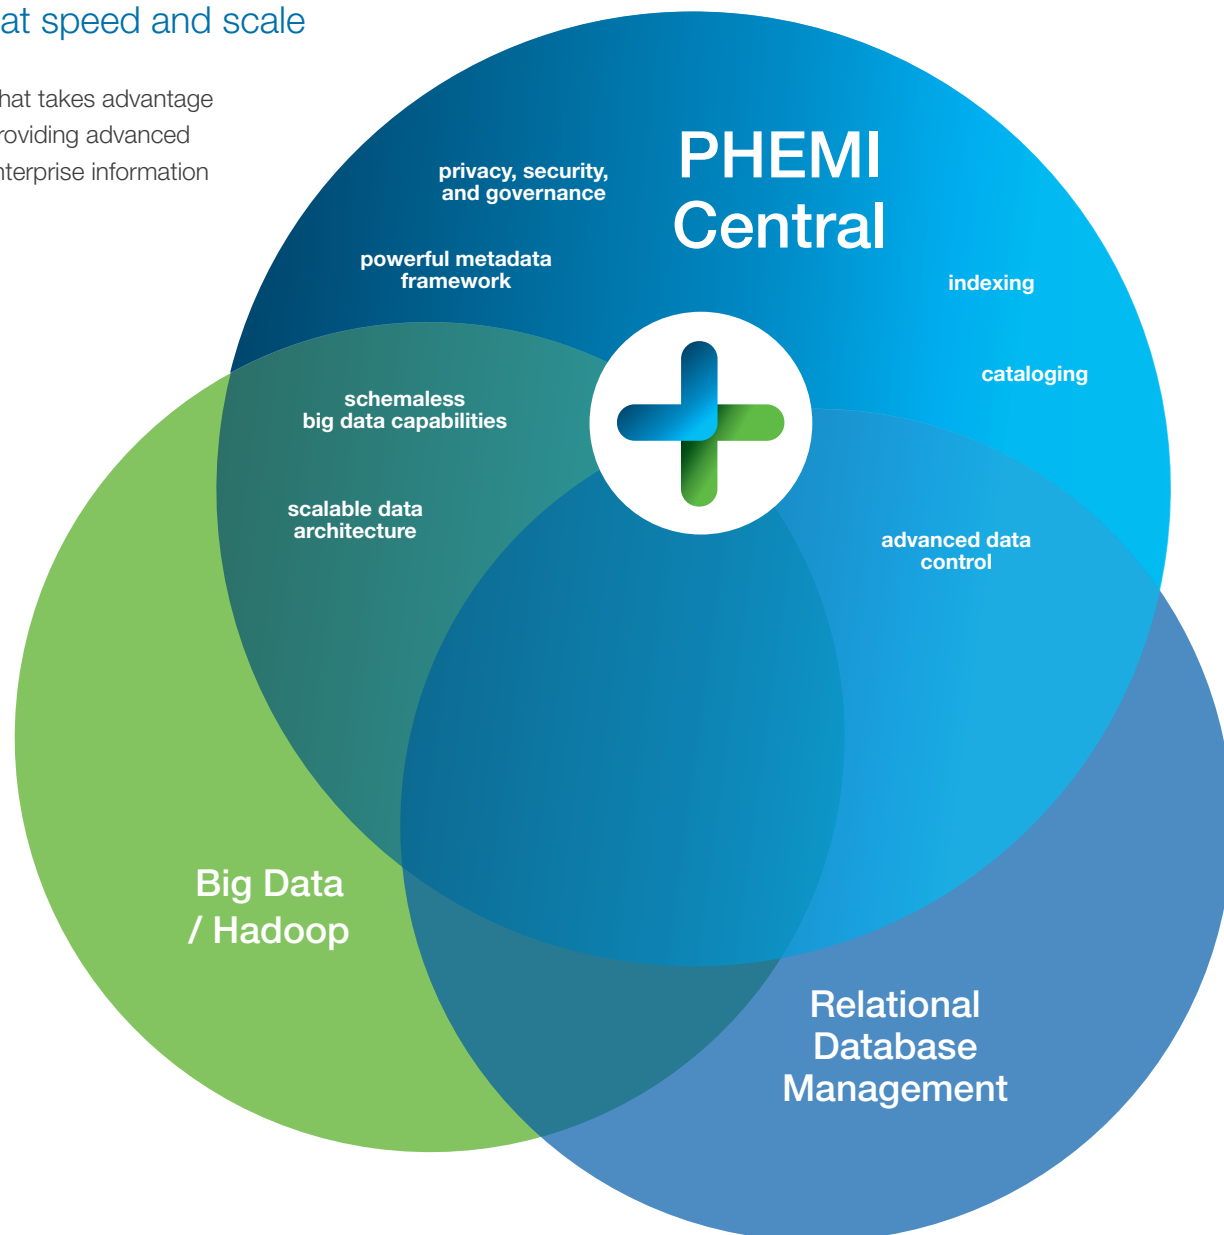 at speed and scale
hat takes advantage
roviding advanced
nterprise information
PHEMI
Central
privacy, security,
and governance
powerful metadata
framework
indexing
cataloging
schemaless
big data capabilities
scalable data
architecture
advanced data
control
Big Data
/ Hadoop
Relational
Database
Management